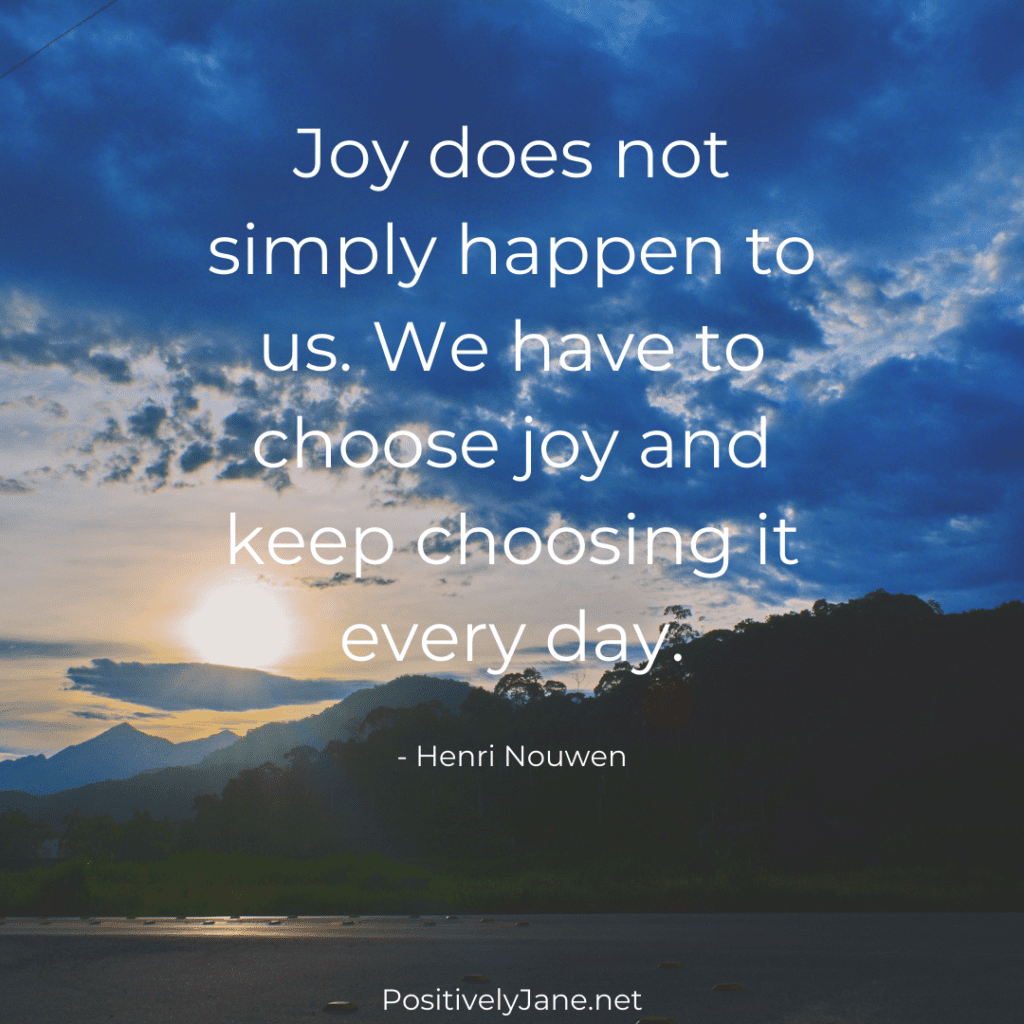 Joy does not
simply happen to
us. We have to
choose joy and
keep choosing it
every day.
- Henri Nouwen
PositivelyJane.net